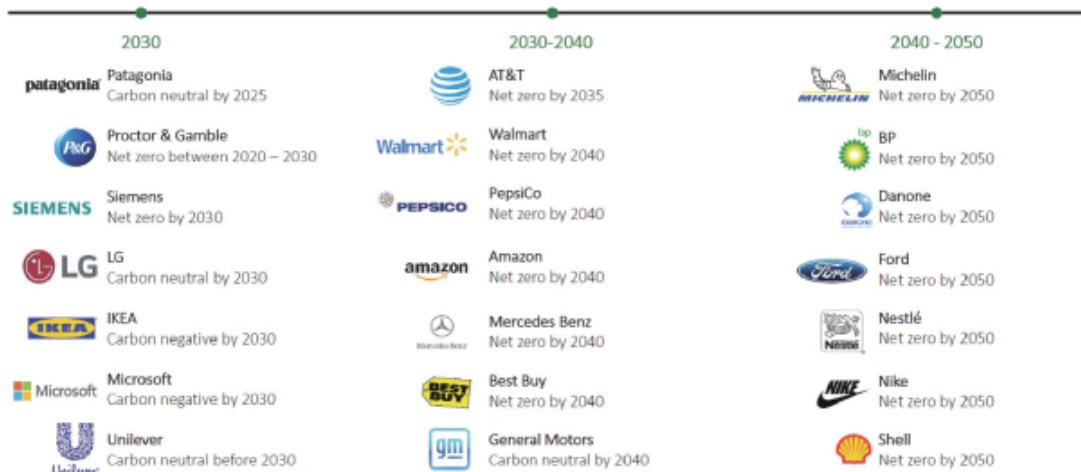 2030
patagonia
Patagonia
Carbon neutral by 2025
P&G
Proctor & Gamble
Net zero between 2020 – 2030
SIEMENS
Siemens
Net zero by 2030
LG
LG
Carbon neutral by 2030
IKEA
IKEA
Carbon negative by 2030
Microsoft
Microsoft
Carbon negative by 2030
Unilever
Unilever
Carbon neutral before 2030
2030-2040
AT&T
Net zero by 2035
Walmart
Walmart
Net zero by 2040
PEPSICO
PepsiCo
Net zero by 2040
amazon
Amazon
Net zero by 2040
Mercedes-Benz
Mercedes Benz
Net zero by 2040
BEST
BUY
Best Buy
Net zero by 2040
gm
General Motors
Carbon neutral by 2040
2040 - 2050
MICHELIN
Michelin
Net zero by 2050
bp
BP
Net zero by 2050
DANONE
Danone
Net zero by 2050
Ford
Ford
Net zero by 2050
Nestlé
Nestlé
Net zero by 2050
NIKE
Nike
Net zero by 2050
Shell
Net zero by 2050